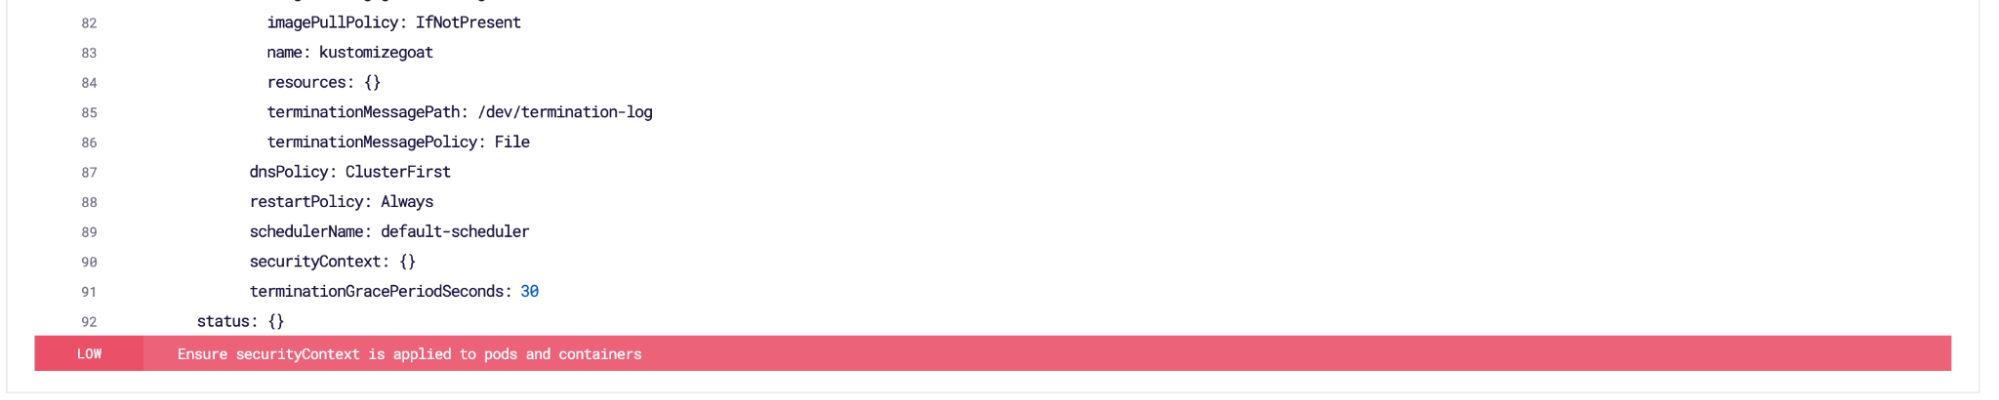 82 imagePullPolicy: IfNotPresent
83 name: kustomizegoat
84 resources: {}
85 terminationMessagePath: /dev/termination-log
86 terminationMessagePolicy: File
87 dnsPolicy: ClusterFirst
88 restartPolicy: Always
89 schedulerName: default-scheduler
90 securityContext: {}
91 terminationGracePeriodSeconds: 30
92 status: {}
LOW Ensure securityContext is applied to pods and containers